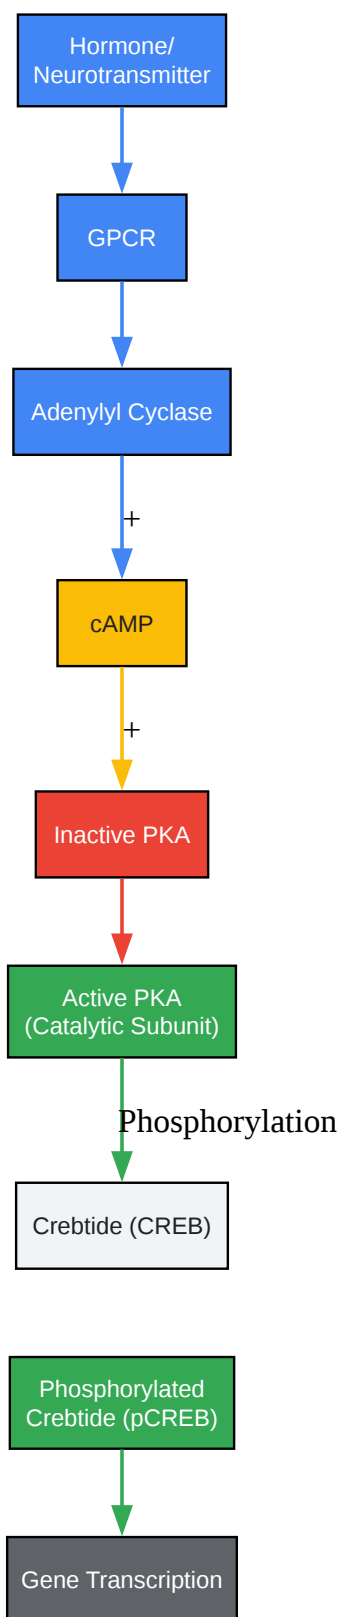 Hormone/
Neurotransmitter
GPCR
Adenylyl Cyclase
+
cAMP
+
Inactive PKA
Active PKA
(Catalytic Subunit)
Phosphorylation
Crebtide (CREB)
Phosphorylated
Crebtide (pCREB)
Gene Transcription